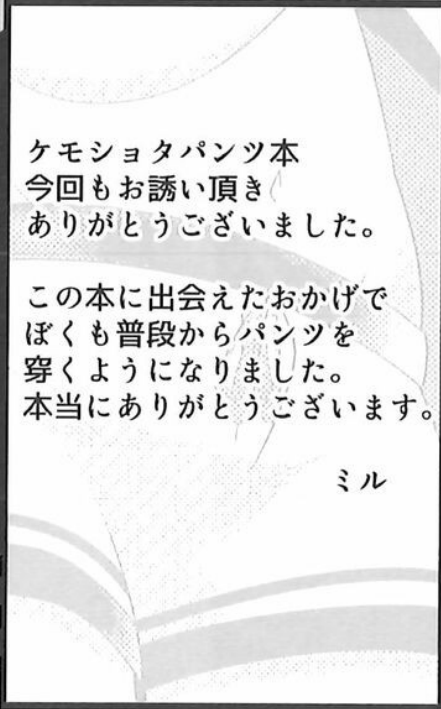 ケモショタパンツ本
今回もお誘い頂き
ありがとうございました。
この本に出会えたおかげで
ぼくも普段からパンツを
穿くようになりました。
本当にありがとうございます。
ミル